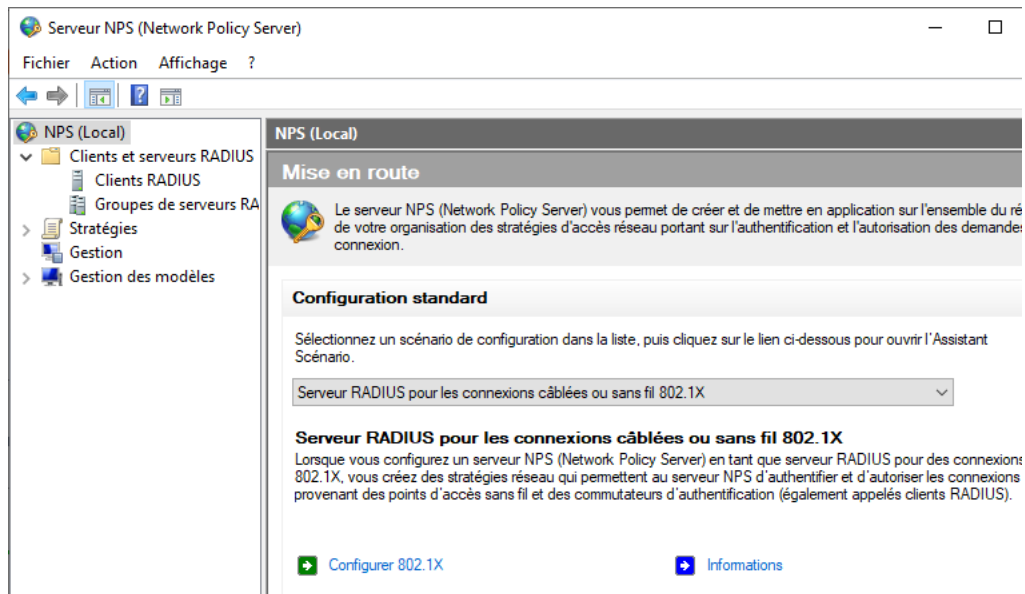 Serveur NPS (Network Policy Server)
Fichier Action Affichage ?
NPS (Local)
Clients et serveurs RADIUS
Clients RADIUS
Groupes de serveurs RA
Stratégies
Gestion
Gestion des modèles
NPS (Local)
Mise en route
Le serveur NPS (Network Policy Server) vous permet de créer et de mettre en application sur l'ensemble du ré
de votre organisation des stratégies d'accès réseau portant sur l'authentification et l'autorisation des demandes
connexion.
Configuration standard
Sélectionnez un scénario de configuration dans la liste, puis cliquez sur le lien ci-dessous pour ouvrir l'Assistant
Scénario.
Serveur RADIUS pour les connexions câblées ou sans fil 802.1X
Serveur RADIUS pour les connexions câblées ou sans fil 802.1X
Lorsque vous configurez un serveur NPS (Network Policy Server) en tant que serveur RADIUS pour des connexions
802.1X, vous créez des stratégies réseau qui permettent au serveur NPS d'authentifier et d'autoriser les connexions
provenant des points d'accès sans fil et des commutateurs d'authentification (également appelés clients RADIUS).
Configurer 802.1X
Informations